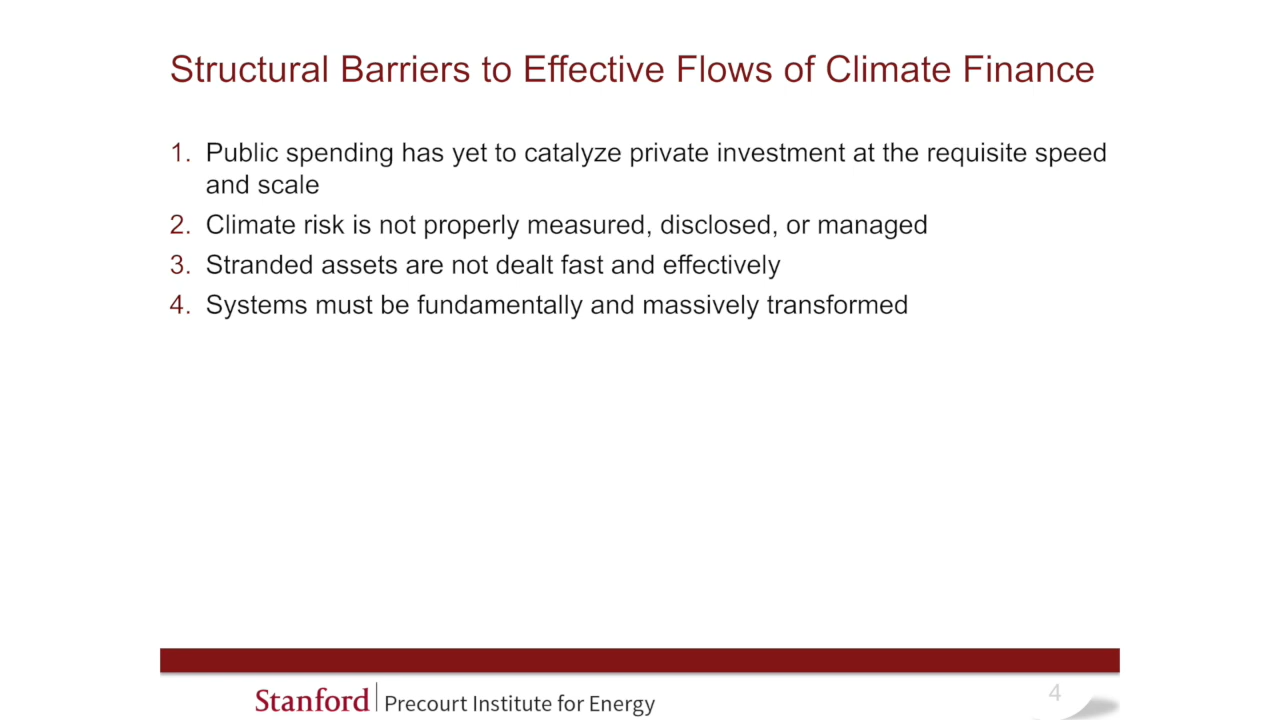 Structural Barriers to Effective Flows of Climate Finance
1. Public spending has yet to catalyze private investment at the requisite speed
and scale
2. Climate risk is not properly measured, disclosed, or managed
3. Stranded assets are not dealt fast and effectively
4. Systems must be fundamentally and massively transformed
Stanford | Precourt Institute for Energy
4